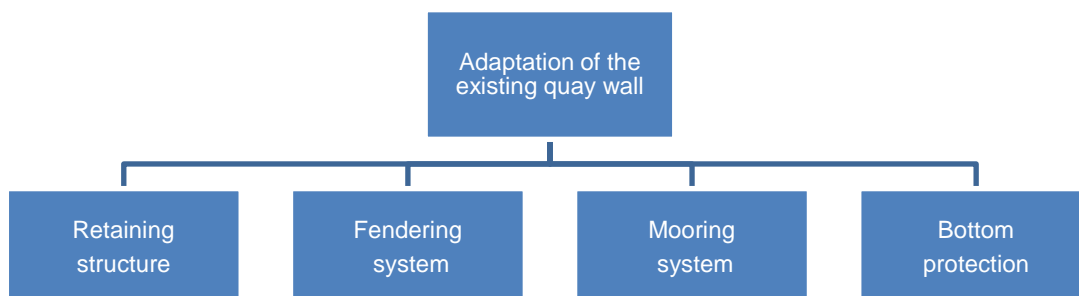 Adaptation of the
existing quay wall
Retaining
structure
Fendering
system
Mooring
system
Bottom
protection